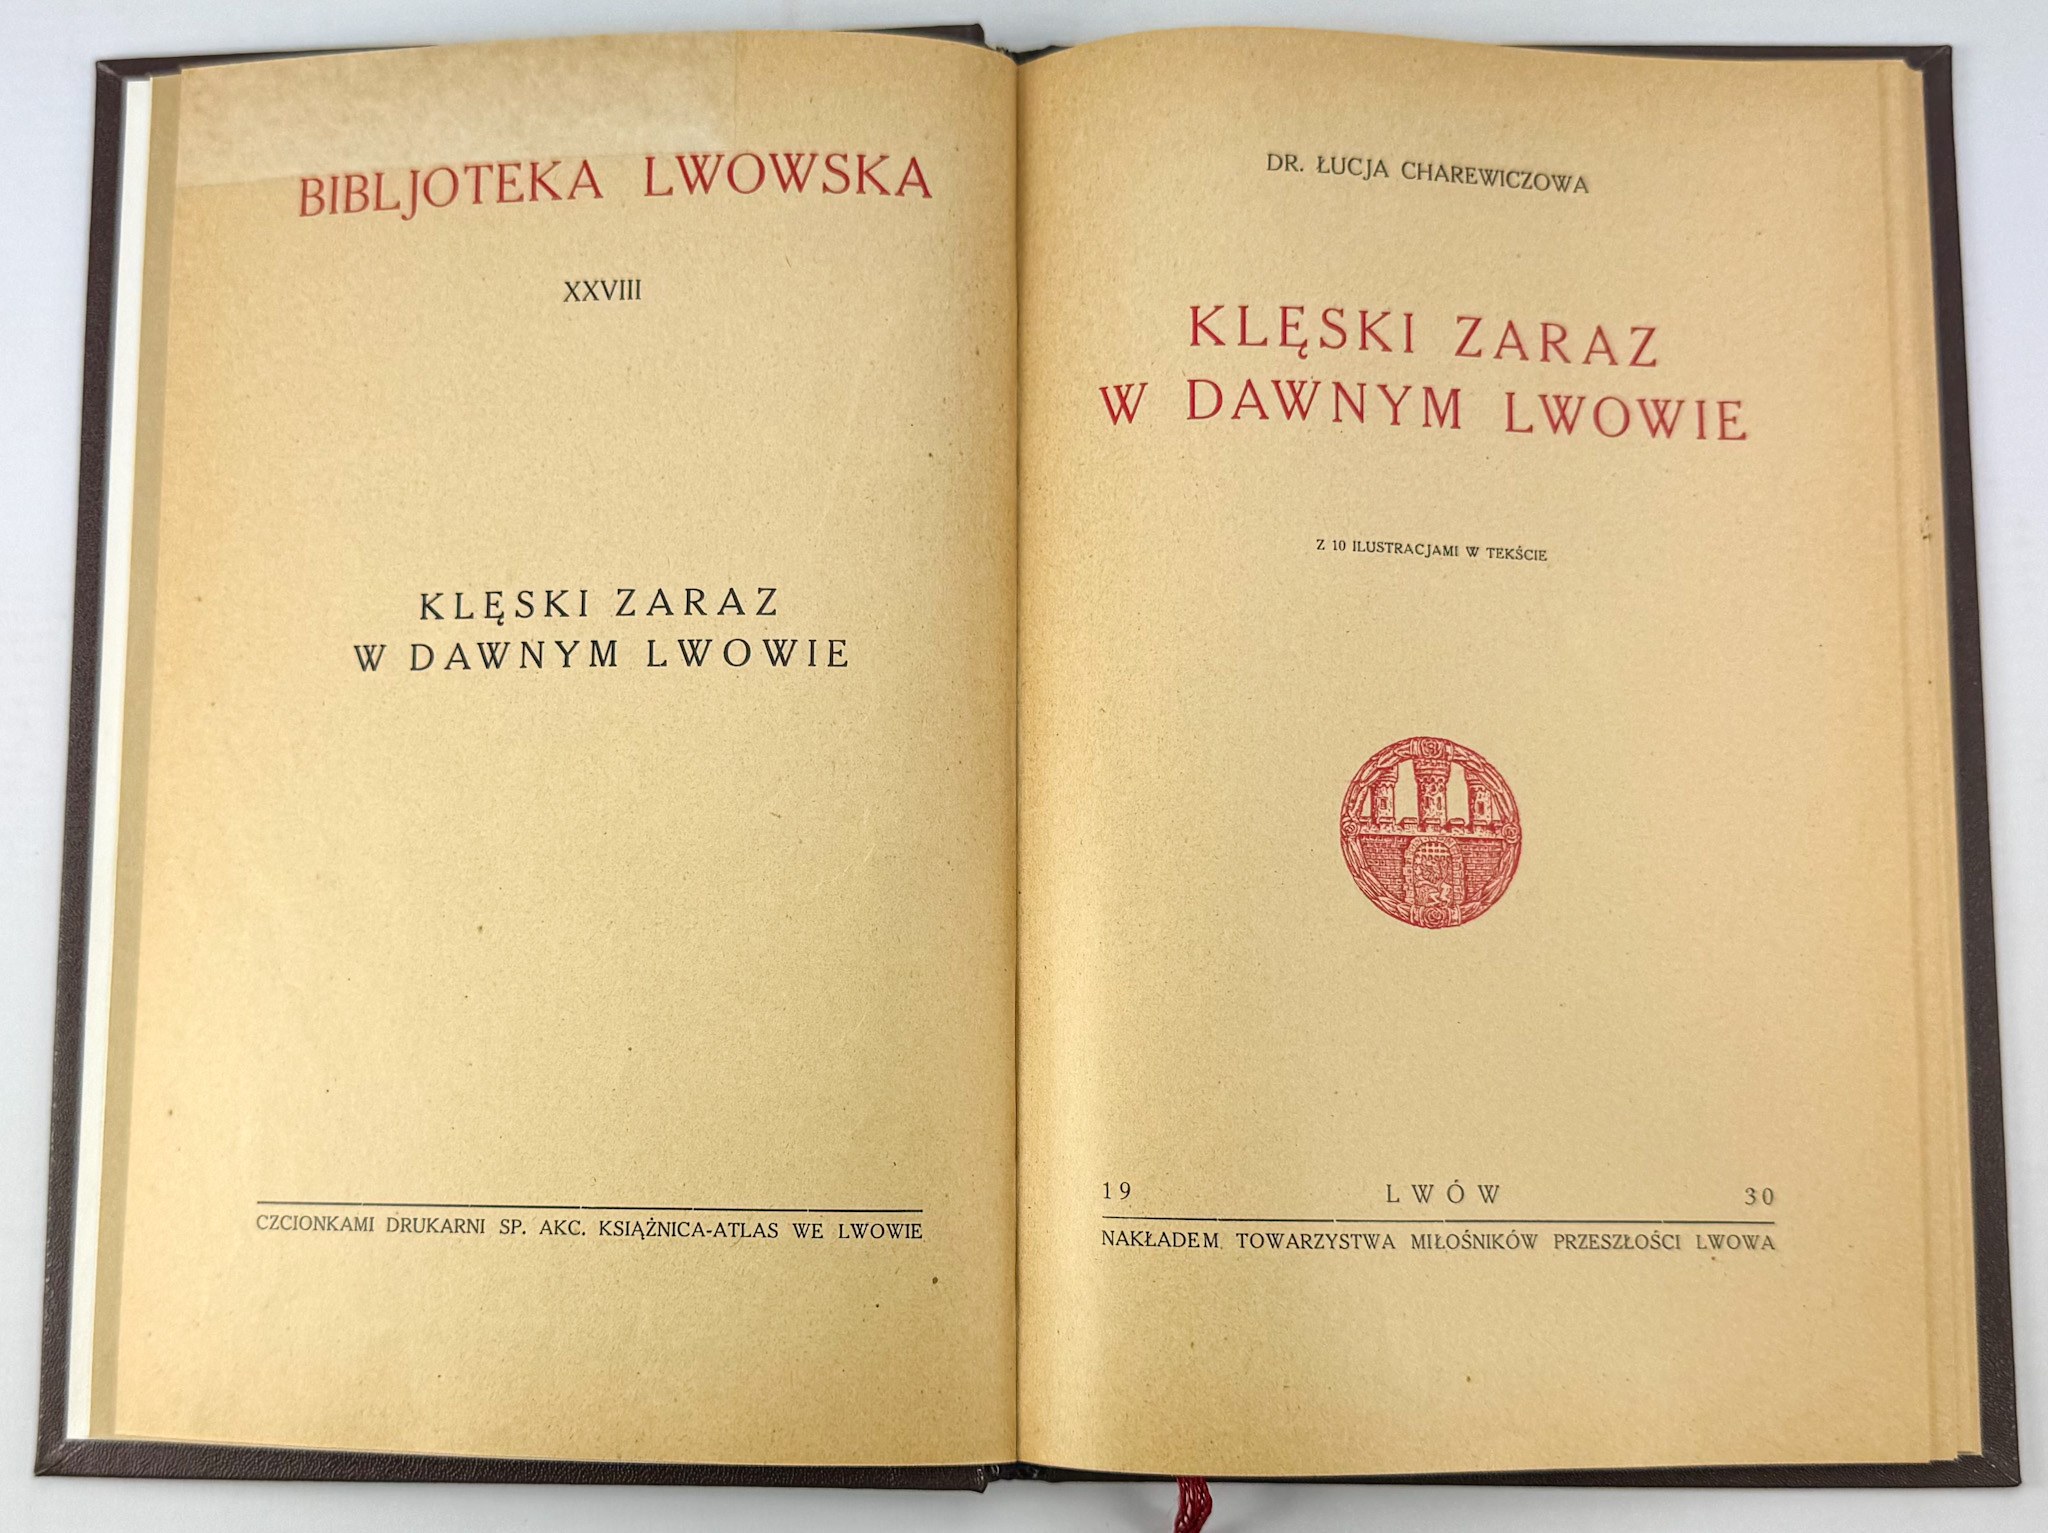 BIBLJOTEKA LWOWSKA
XXVIII
KLĘSKI ZARAZ
W DAWNYM LWOWIE
CZCIONKAMI DRUKARNI SP. AKC. KSIĄŻNICA-ATLAS WE LWOWIE
DR. ŁUCJA CHAREWICZOWA
KLĘSKI ZARAZ
W DAWNYM LWOWIE
Z 10 ILUSTRACJAMI W TEKŚCIE
19 LWÓW 30
NAKŁADEM TOWARZYSTWA MIŁOŚNIKÓW PRZESZŁOŚCI LWOWA